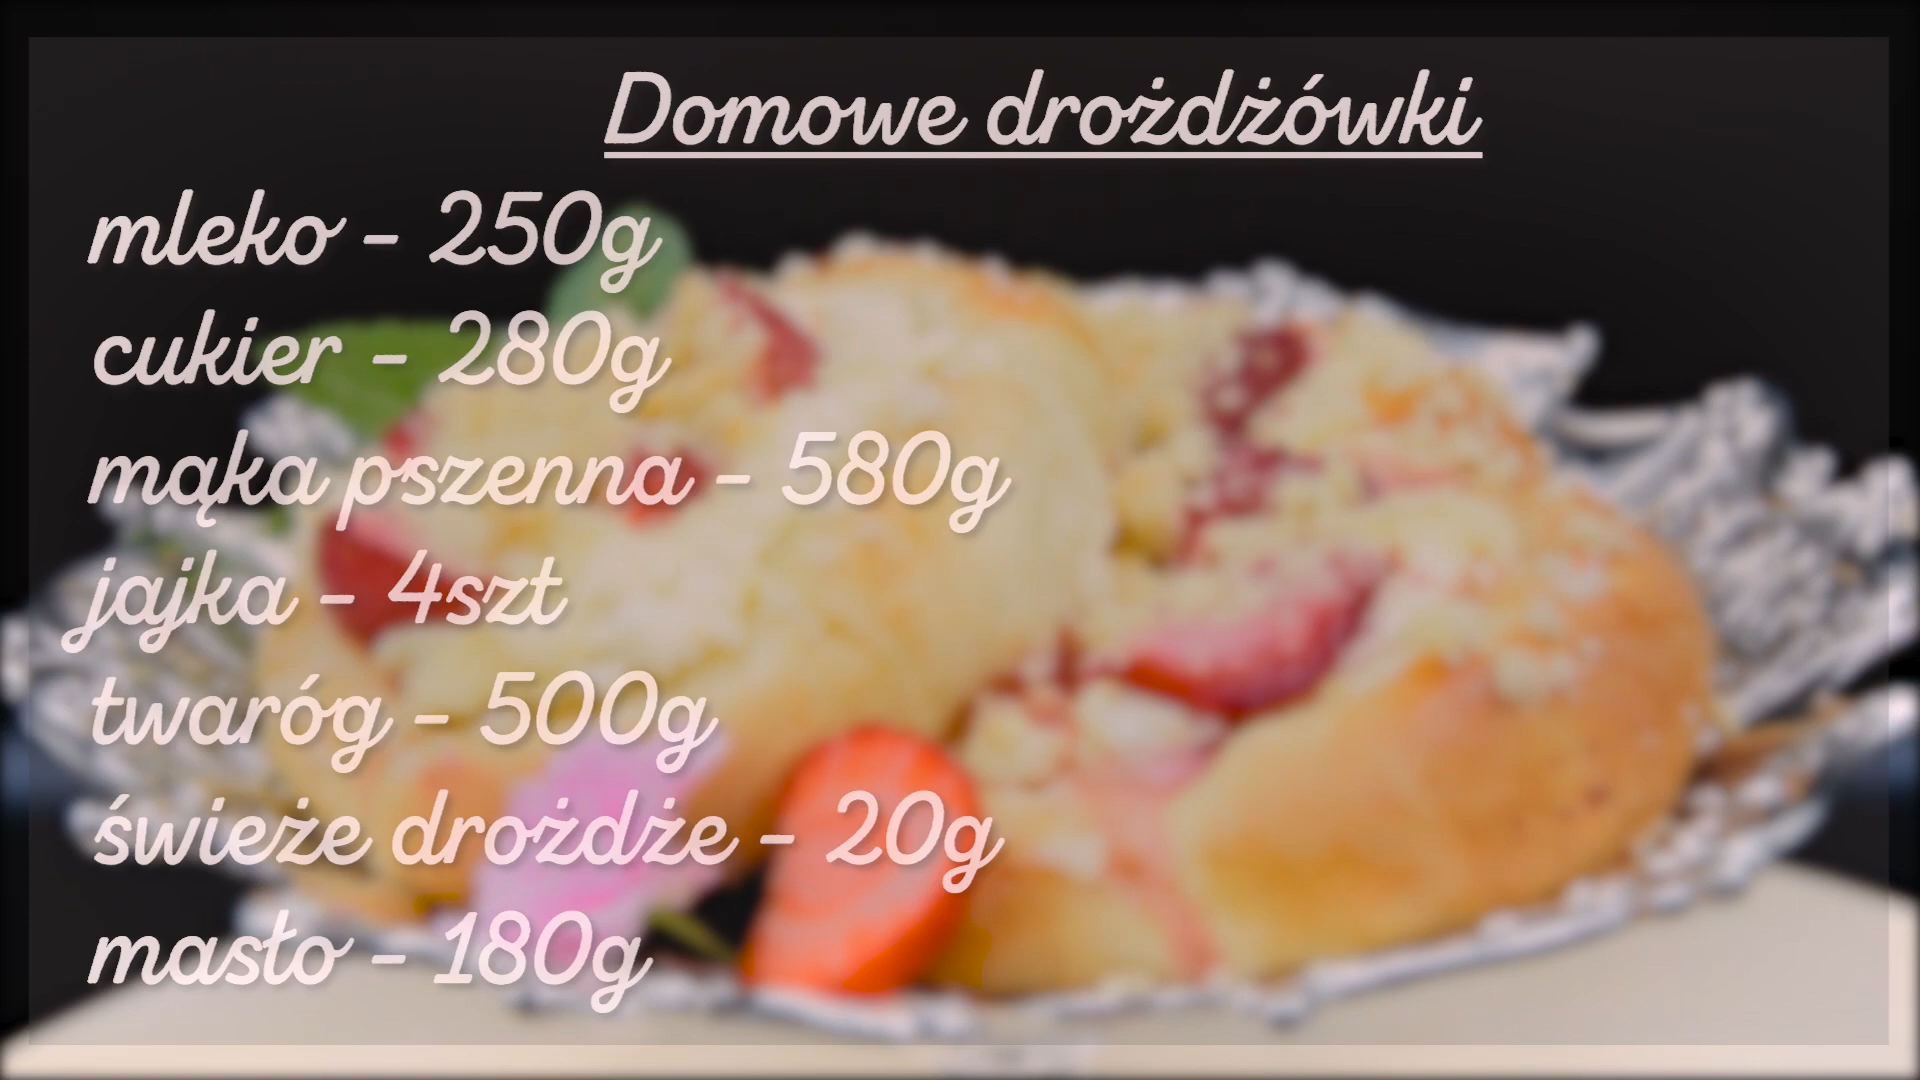 Domowe drożdżówki
mleko - 250g
cukier - 280g
mąka pszenna - 580g
jajka - 4szt
twaróg - 500g
świeże drożdże - 20g
masło - 180g